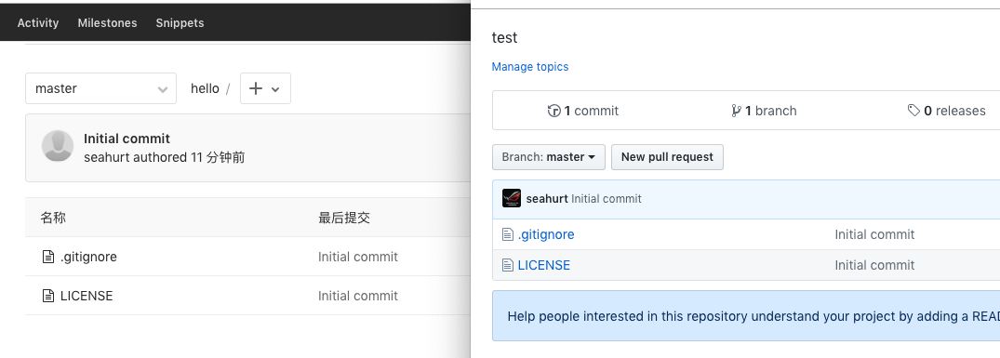 Activity Milestones Snippets
master hello /
Initial commit
seahurt authored 11 分钟前
名称 最后提交
.gitignore Initial commit
LICENSE Initial commit
test
Manage topics
1 commit 1 branch 0 releases
Branch: master New pull request
seahurt Initial commit
.gitignore Initial commit
LICENSE Initial commit
Help people interested in this repository understand your project by adding a READ